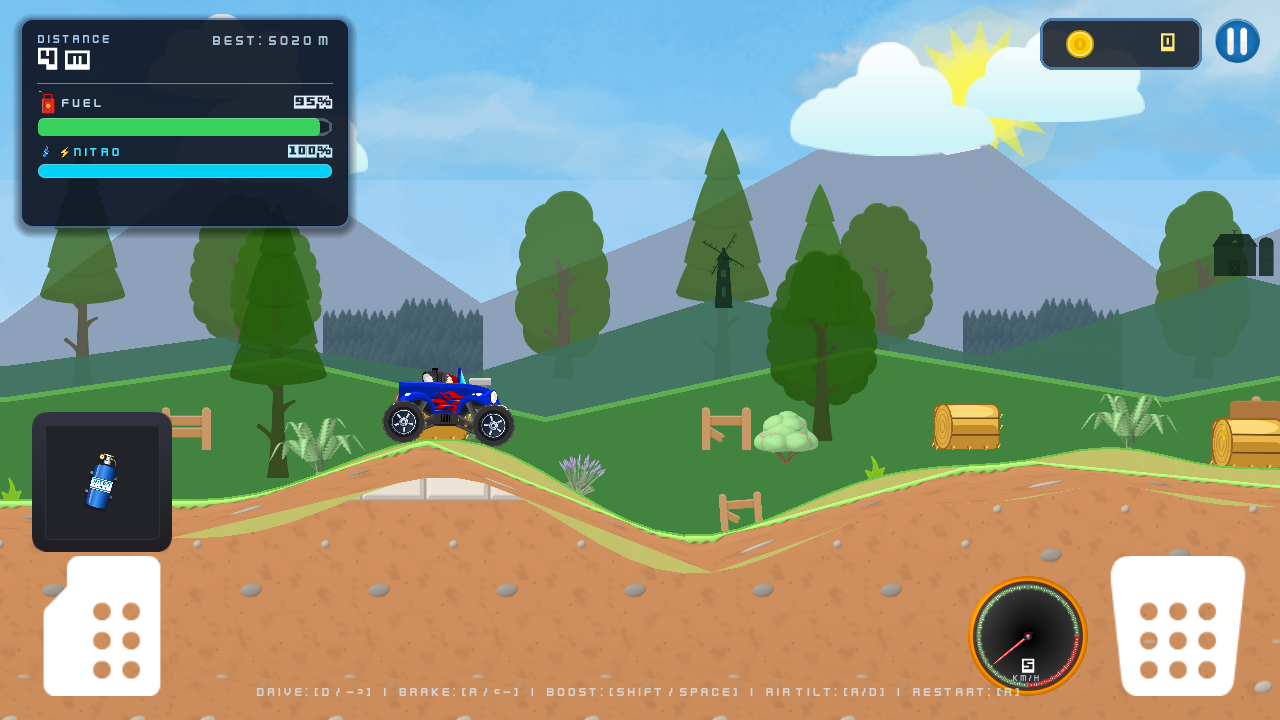 DISTANCE
BEST: 5020 M
4 m
FUEL
95%
NITRO
100%
0
5
KM/H
DRIVE: [D / ->] | BRAKE: [A / <-] | BOOST: [SHIFT / SPACE] | AIR TILT: [A/D] | RESTART: [R]